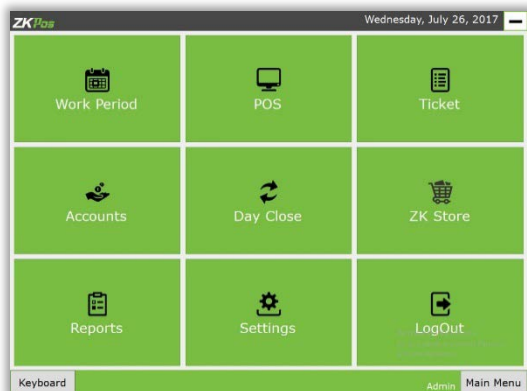 ZKPos Wednesday, July 26, 2017
Work Period POS Ticket
Accounts Day Close ZK Store
Reports Settings LogOut
Keyboard Admin Main Menu